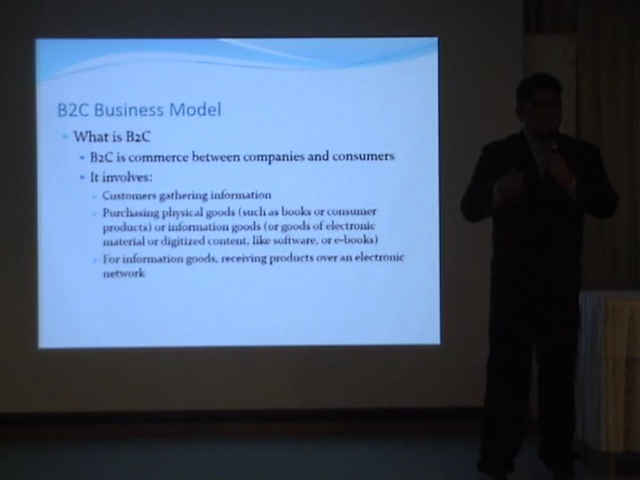 B2C Business Model
What is B2C
B2C is commerce between companies and consumers
It involves:
Customers gathering information
Purchasing physical goods (such as books or consumer
products) or information goods (or goods of electronic
material or digitized content, like software, or e-books)
For information goods, receiving products over an electronic
network